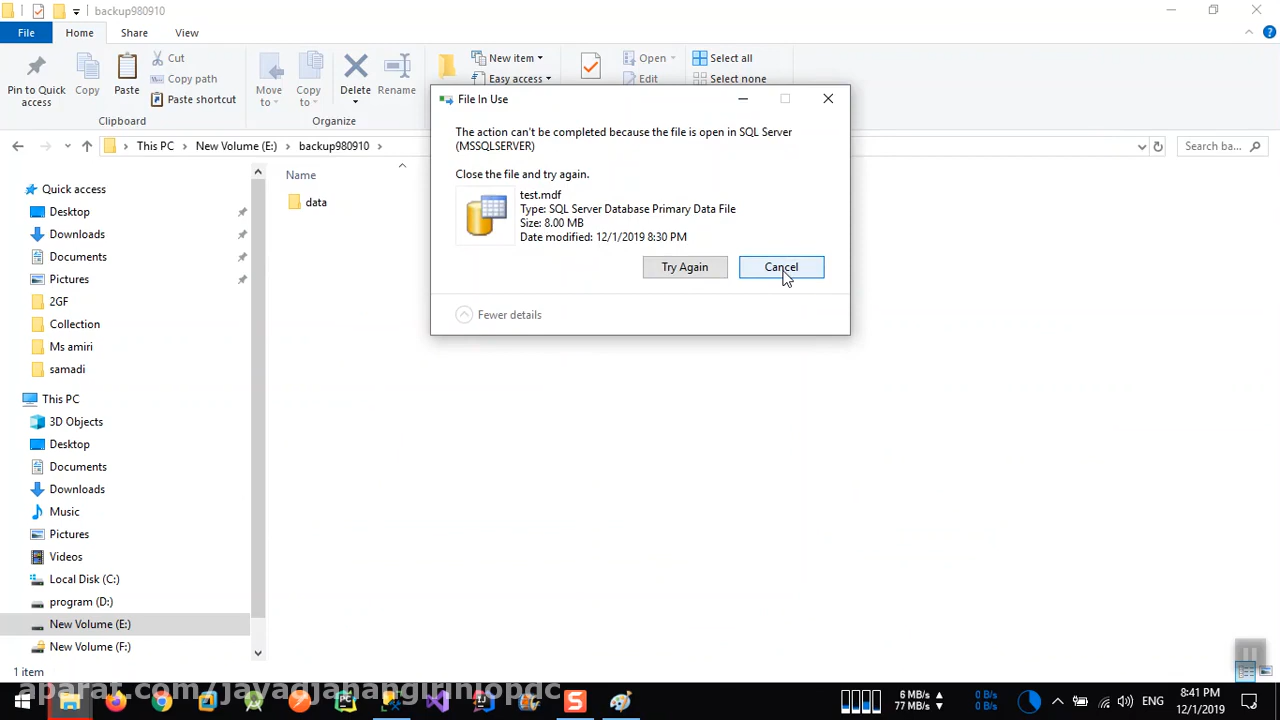 backup980910
File
Home
Share
View
Pin to Quick access
Copy
Paste
Cut
Copy path
Paste shortcut
Clipboard
Move to
Copy to
Delete
Rename
Organize
New item
Easy access
Open
Edit
Select all
Select none
This PC > New Volume (E:) > backup980910 >
Search ba...
File In Use
The action can't be completed because the file is open in SQL Server
(MSSQLSERVER)
Close the file and try again.
test.mdf
Type: SQL Server Database Primary Data File
Size: 8.00 MB
Date modified: 12/1/2019 8:30 PM
Try Again
Cancel
Fewer details
Name
data
Quick access
Desktop
Downloads
Documents
Pictures
2GF
Collection
Ms amiri
samadi
This PC
3D Objects
Desktop
Documents
Downloads
Music
Pictures
Videos
Local Disk (C:)
program (D:)
New Volume (E:)
New Volume (F:)
1 item
6 MB/s
77 MB/s
0 B/s
0 B/s
ENG
8:41 PM
12/1/2019